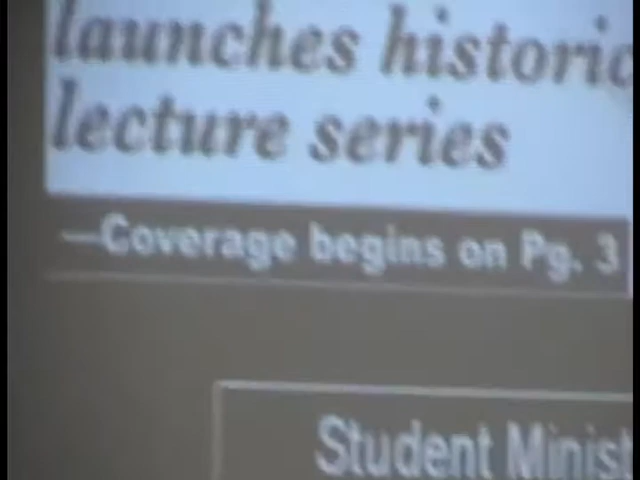 launches historic
lecture series
—Coverage begins on Pg. 3
Student Minist